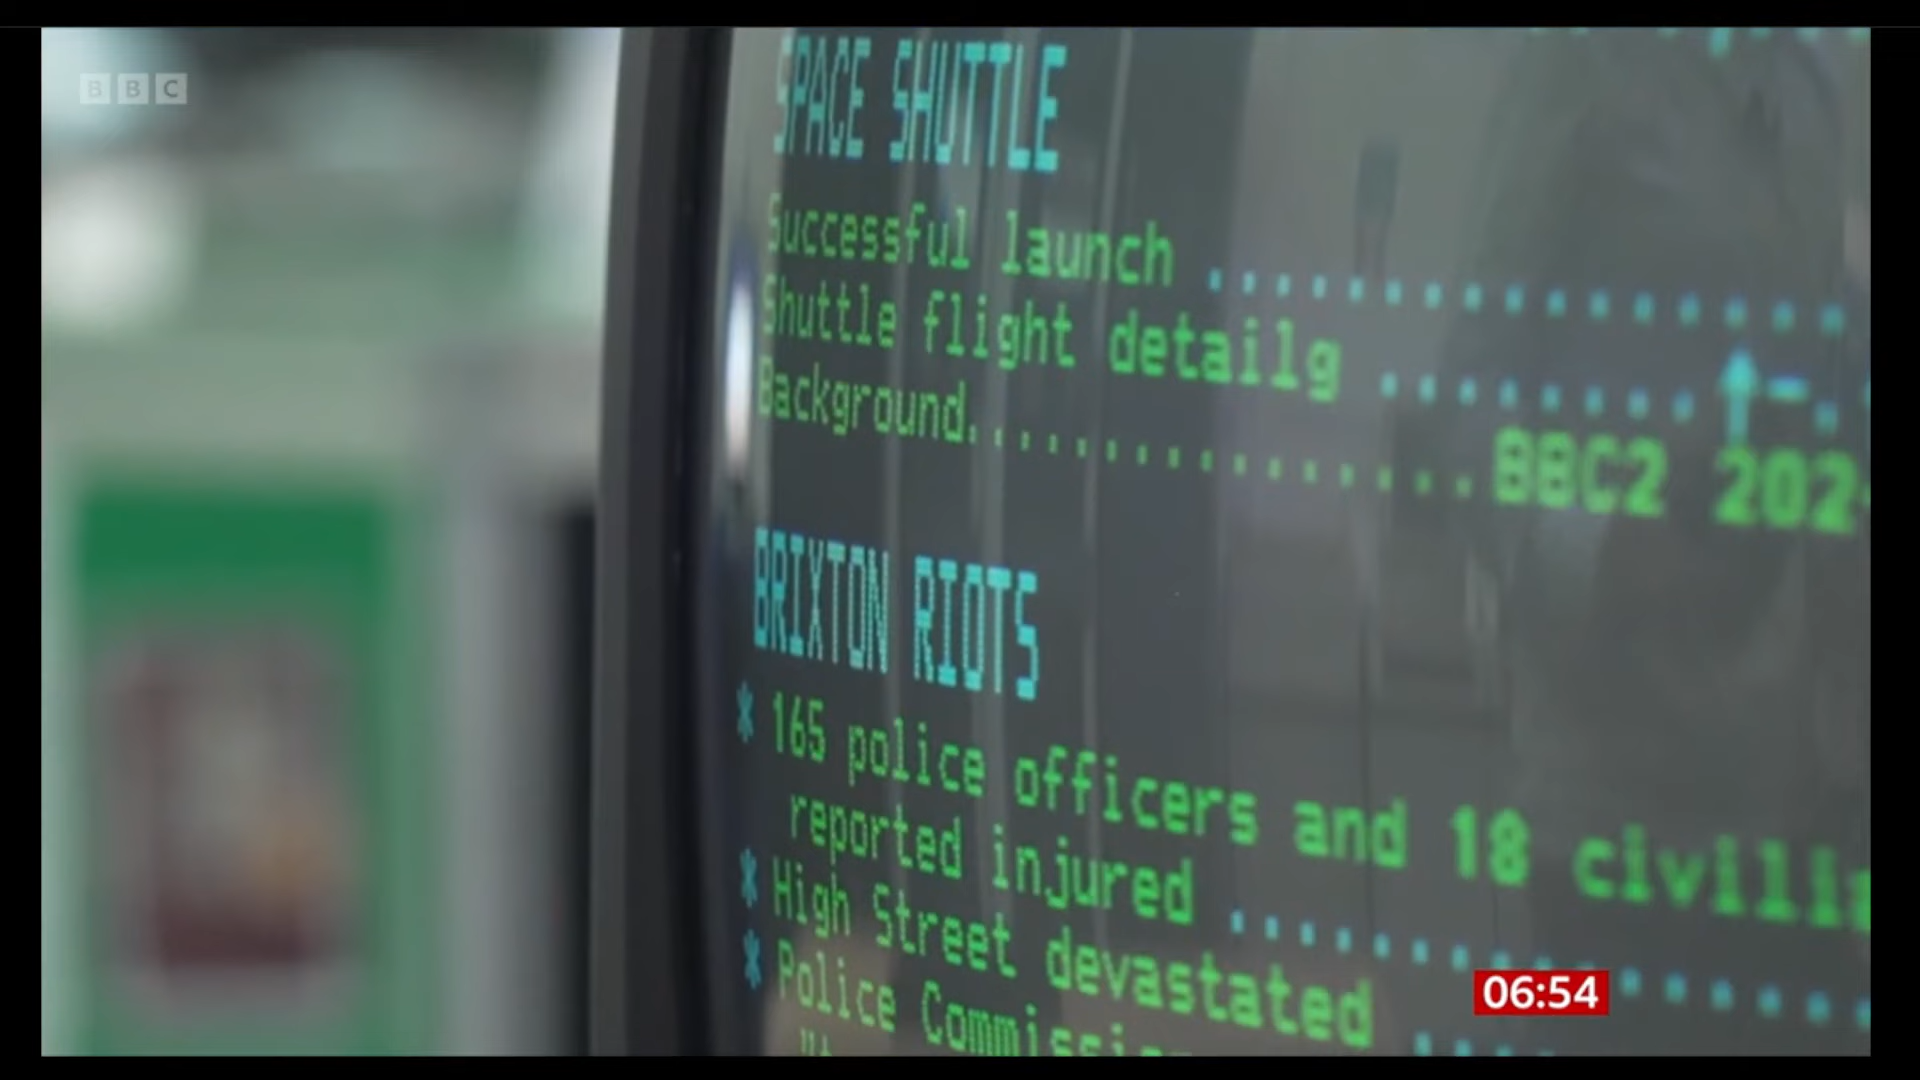 BBC
SPACE SHUTTLE
Successful launch ............
Shuttle flight detailg ........
Background................BBC2 202
BRIXTON RIOTS
* 165 police officers and 18
reported injured ............
* High Street devastated ....
* Police
06:54